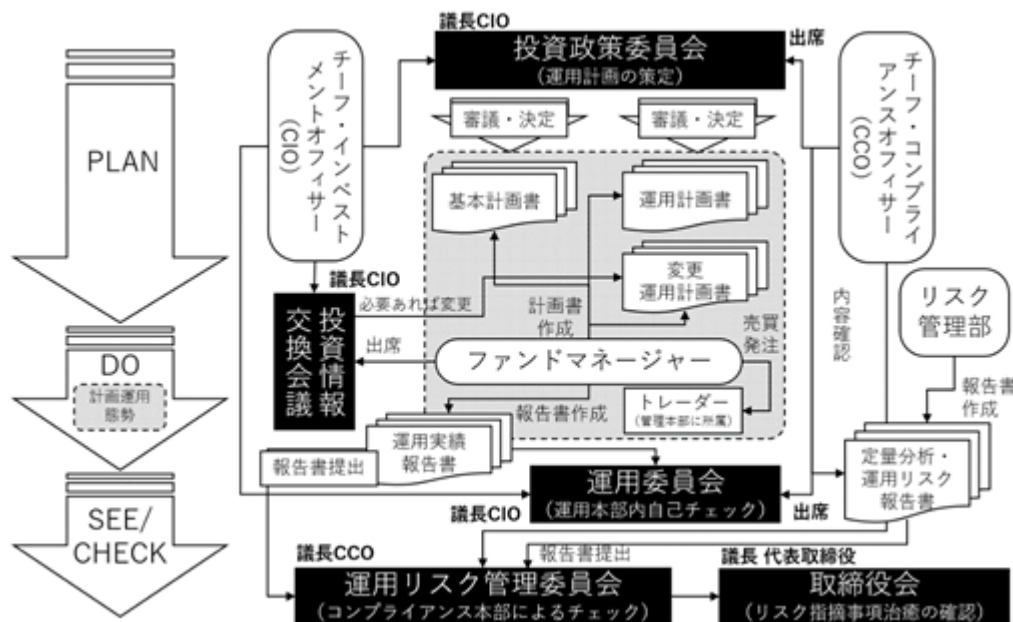 議長CIO
投資政策委員会
(運用計画の策定)
出席
チーフ・インベスト
メントオフィサー
(CIO)
チーフ・コンプライ
アンスオフィサー
(CCO)
PLAN
審議・決定
審議・決定
基本計画書
運用計画書
変更
運用計画書
議長CIO
必要あれば変更
計画書
作成
売買
発注
内容確認
リスク
管理部
投資情報
交換会議
出席
ファンドマネージャー
DO
計画運用
態勢
報告書作成
トレーダー
(管理本部に所属)
報告書
作成
運用実績
報告書
報告書提出
定量分析・
運用リスク
報告書
運用委員会
(運用本部内自己チェック)
議長CIO
出席
SEE/
CHECK
議長CCO
報告書提出
議長 代表取締役
運用リスク管理委員会
(コンプライアンス本部によるチェック)
取締役会
(リスク指摘事項治癒の確認)